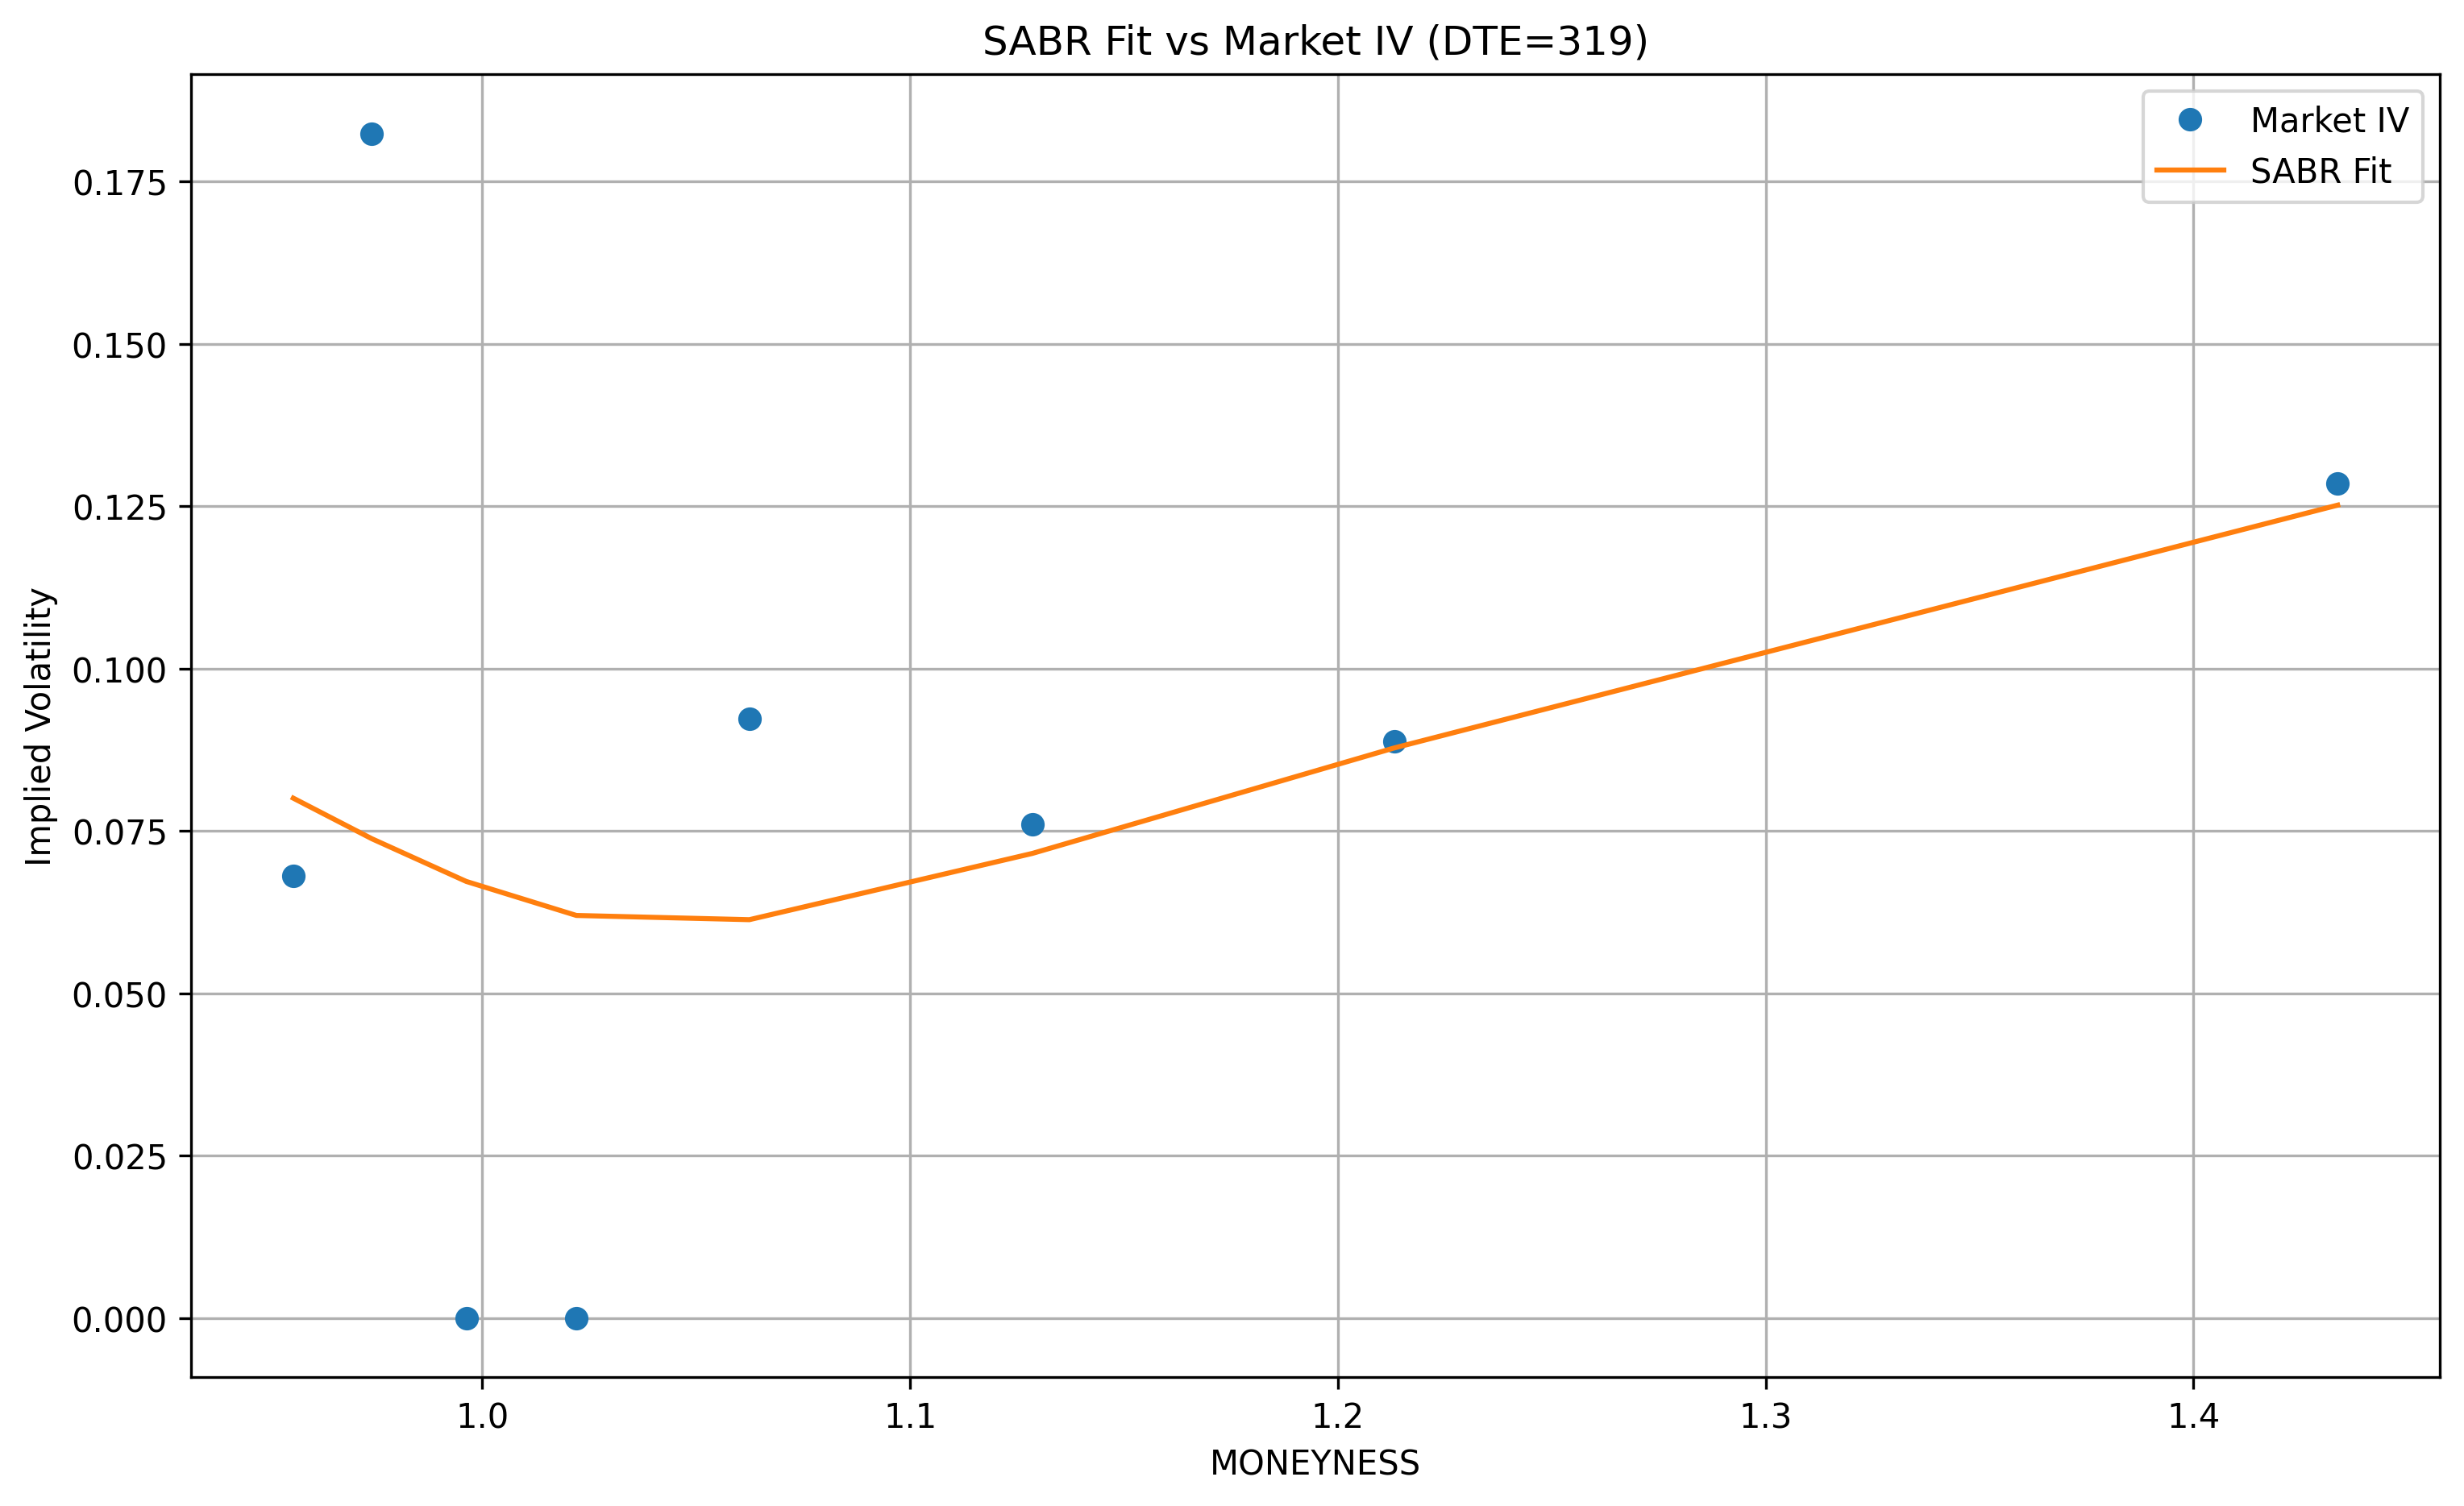 SABR Fit vs Market IV (DTE=319)
Market IV
SABR Fit
Implied Volatility
0.175
0.150
0.125
0.100
0.075
0.050
0.025
0.000
1.0 1.1 1.2 1.3 1.4
MONEYNESS